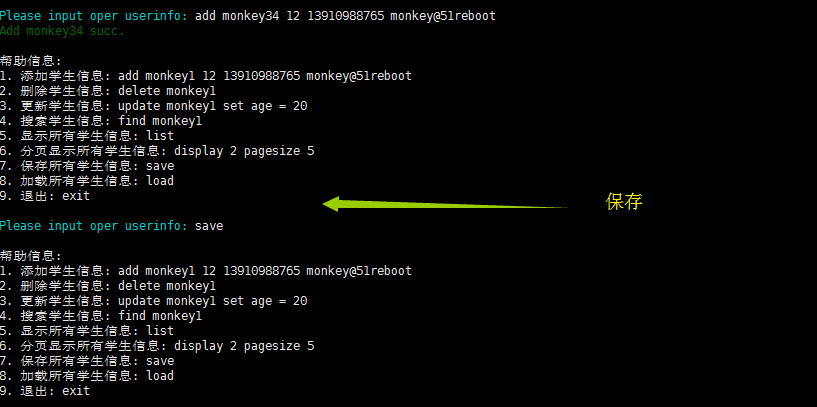 Please input oper userinfo: add monkey34 12 13910988765 monkey@51reboot
Add monkey34 succ.
帮助信息:
1. 添加学生信息: add monkey1 12 13910988765 monkey@51reboot
2. 删除学生信息: delete monkey1
3. 更新学生信息: update monkey1 set age = 20
4. 搜索学生信息: find monkey1
5. 显示所有学生信息: list
6. 分页显示所有学生信息: display 2 pagesize 5
7. 保存所有学生信息: save
8. 加载所有学生信息: load
9. 退出: exit
保存
Please input oper userinfo: save
帮助信息:
1. 添加学生信息: add monkey1 12 13910988765 monkey@51reboot
2. 删除学生信息: delete monkey1
3. 更新学生信息: update monkey1 set age = 20
4. 搜索学生信息: find monkey1
5. 显示所有学生信息: list
6. 分页显示所有学生信息: display 2 pagesize 5
7. 保存所有学生信息: save
8. 加载所有学生信息: load
9. 退出: exit